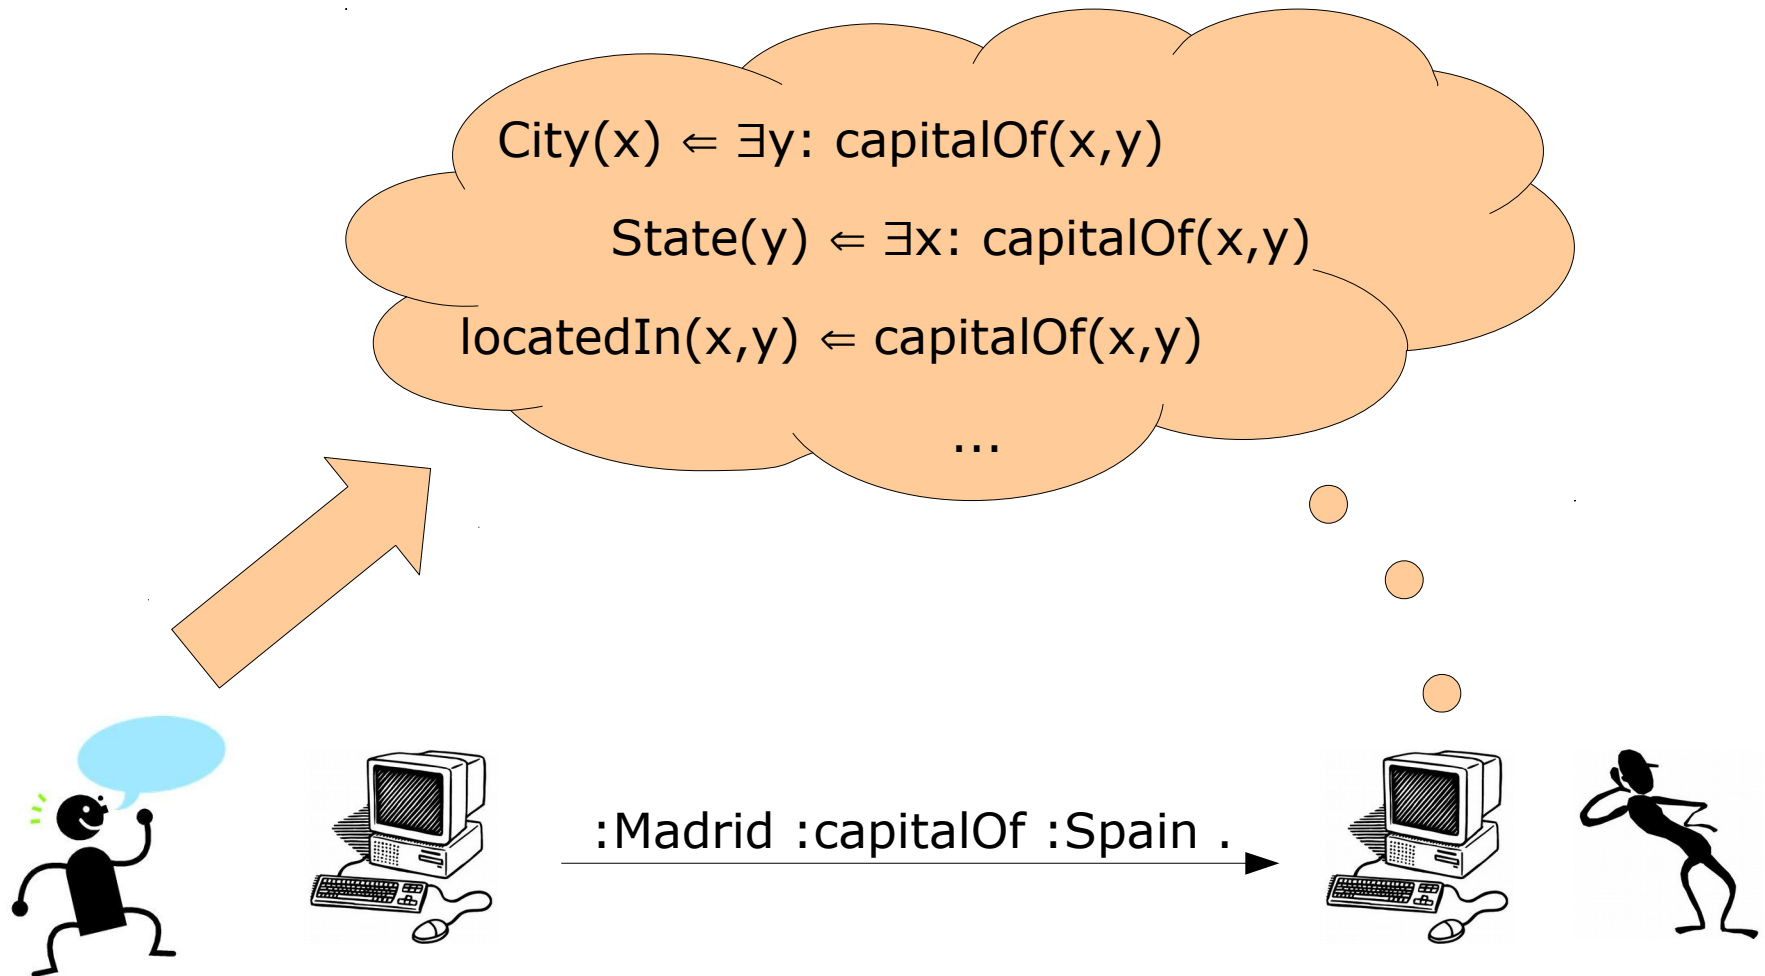 City(x) ⇐ ∃y: capitalOf(x,y)
State(y) ⇐ ∃x: capitalOf(x,y)
locatedIn(x,y) ⇐ capitalOf(x,y)
...
:Madrid :capitalOf :Spain .